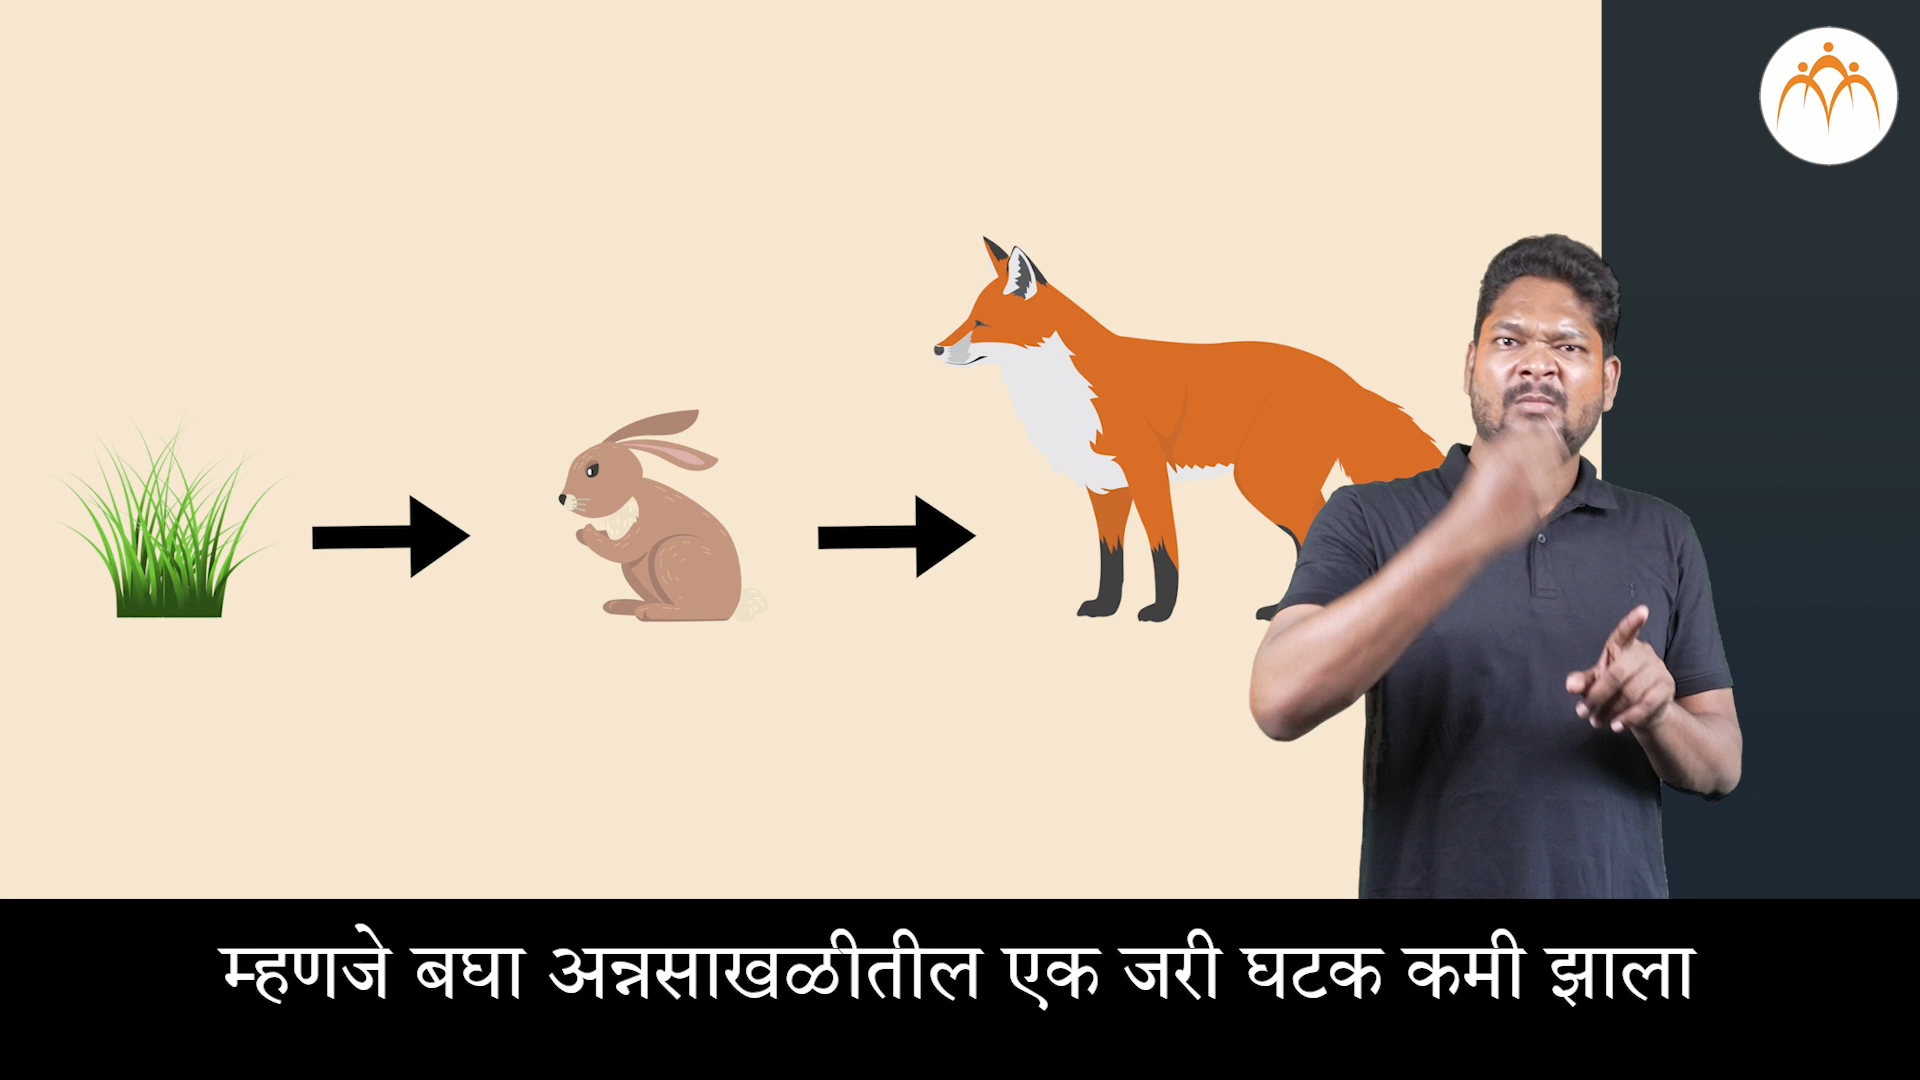 म्हणजे बघा अन्नसाखळीतील एक जरी घटक कमी झाला